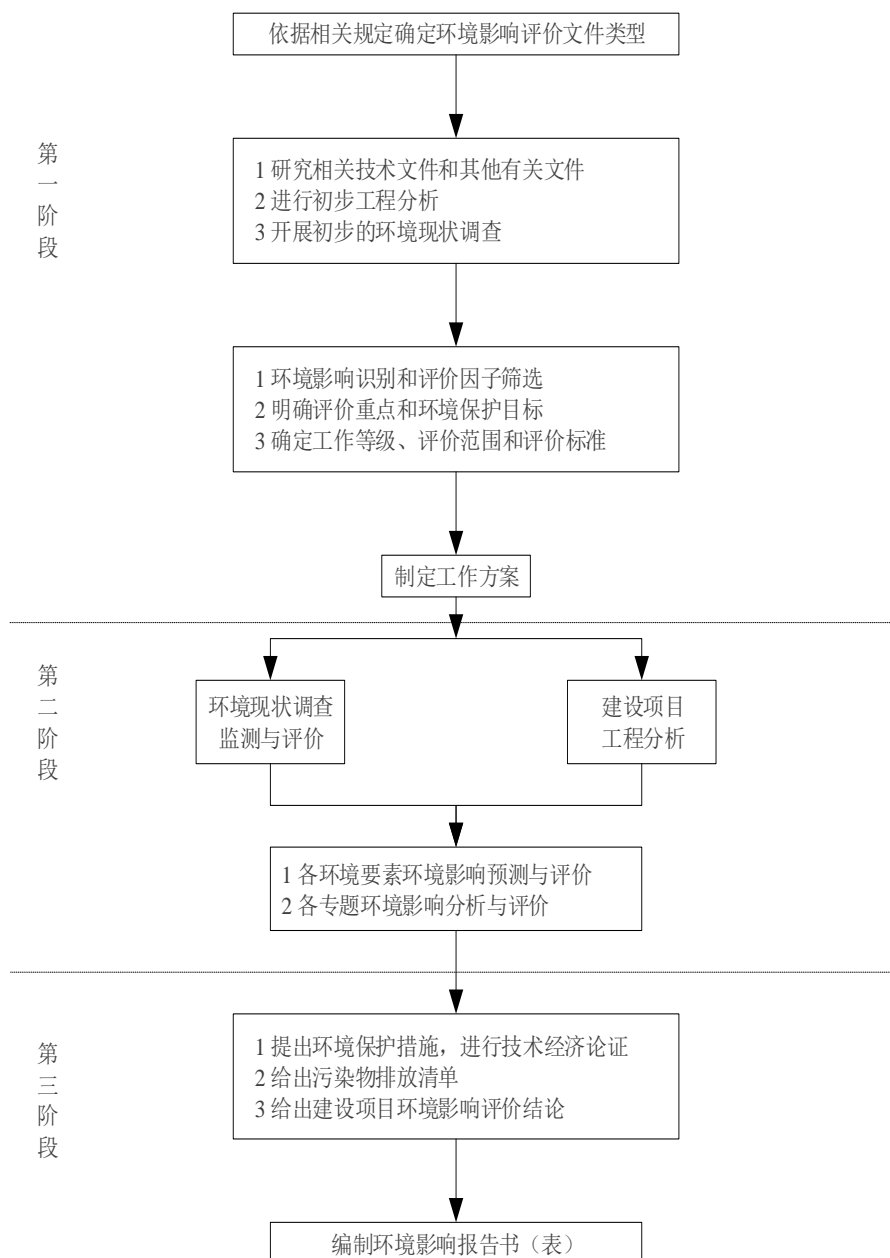 依据相关规定确定环境影响评价文件类型
第一阶段
1 研究相关技术文件和其他有关文件
2 进行初步工程分析
3 开展初步的环境现状调查
1 环境影响识别和评价因子筛选
2 明确评价重点和环境保护目标
3 确定工作等级、评价范围和评价标准
制定工作方案
第二阶段
环境现状调查
监测与评价
建设项目
工程分析
1 各环境要素环境影响预测与评价
2 各专题环境影响分析与评价
第三阶段
1 提出环境保护措施，进行技术经济论证
2 给出污染物排放清单
3 给出建设项目环境影响评价结论
编制环境影响报告书（表）